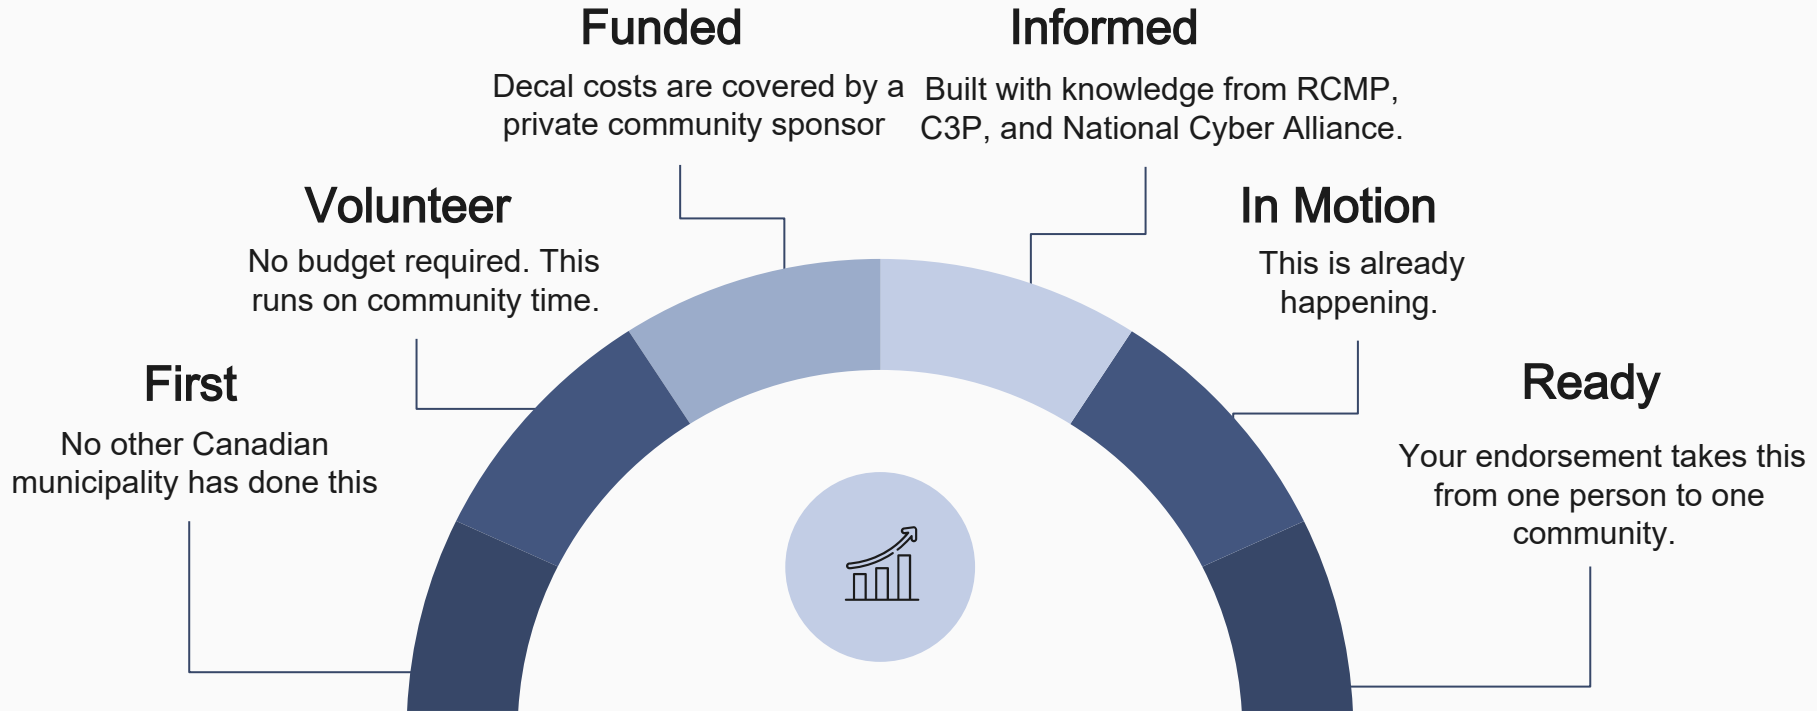 First
No other Canadian
municipality has done this
Volunteer
No budget required. This
runs on community time.
Funded
Decal costs are covered by a
private community sponsor
Informed
Built with knowledge from RCMP,
C3P, and National Cyber Alliance.
In Motion
This is already
happening.
Ready
Your endorsement takes this
from one person to one
community.